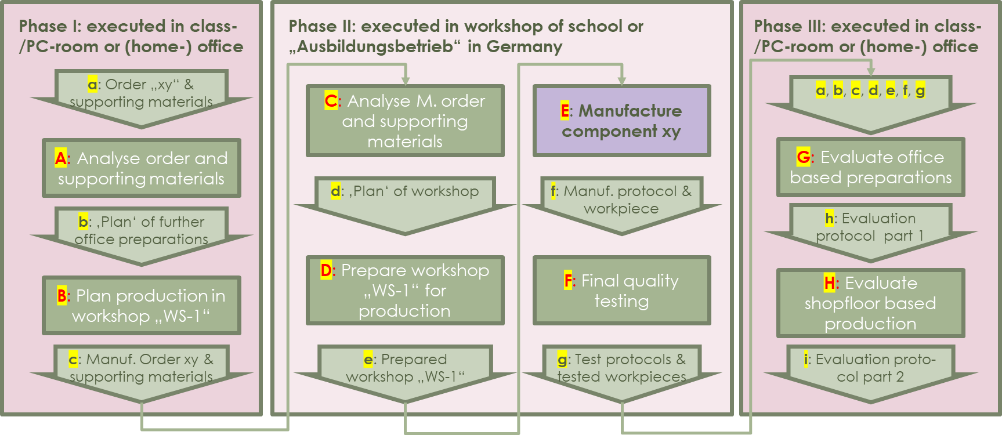 Phase I: executed in class-
/PC-room or (home-) office
a: Order „xy“ &
supporting materials
A: Analyse order and
supporting materials
b: ‚Plan‘ of further
office preparations
B: Plan production in
workshop „WS-1“
c: Manuf. Order xy &
supporting materials
Phase II: executed in workshop of school or
„Ausbildungsbetrieb“ in Germany
C: Analyse M. order
and supporting
materials
d: ‚Plan‘ of workshop
D: Prepare workshop
„WS-1“ for
production
e: Prepared
workshop „WS-1“
E: Manufacture
component xy
f: Manuf. protocol &
workpiece
F: Final quality
testing
g: Test protocols &
tested workpieces
Phase III: executed in class-
/PC-room or (home-) office
a, b, c, d, e, f, g
G: Evaluate office
based preparations
h: Evaluation
protocol part 1
H: Evaluate
shopfloor based
production
i: Evaluation proto-
col part 2